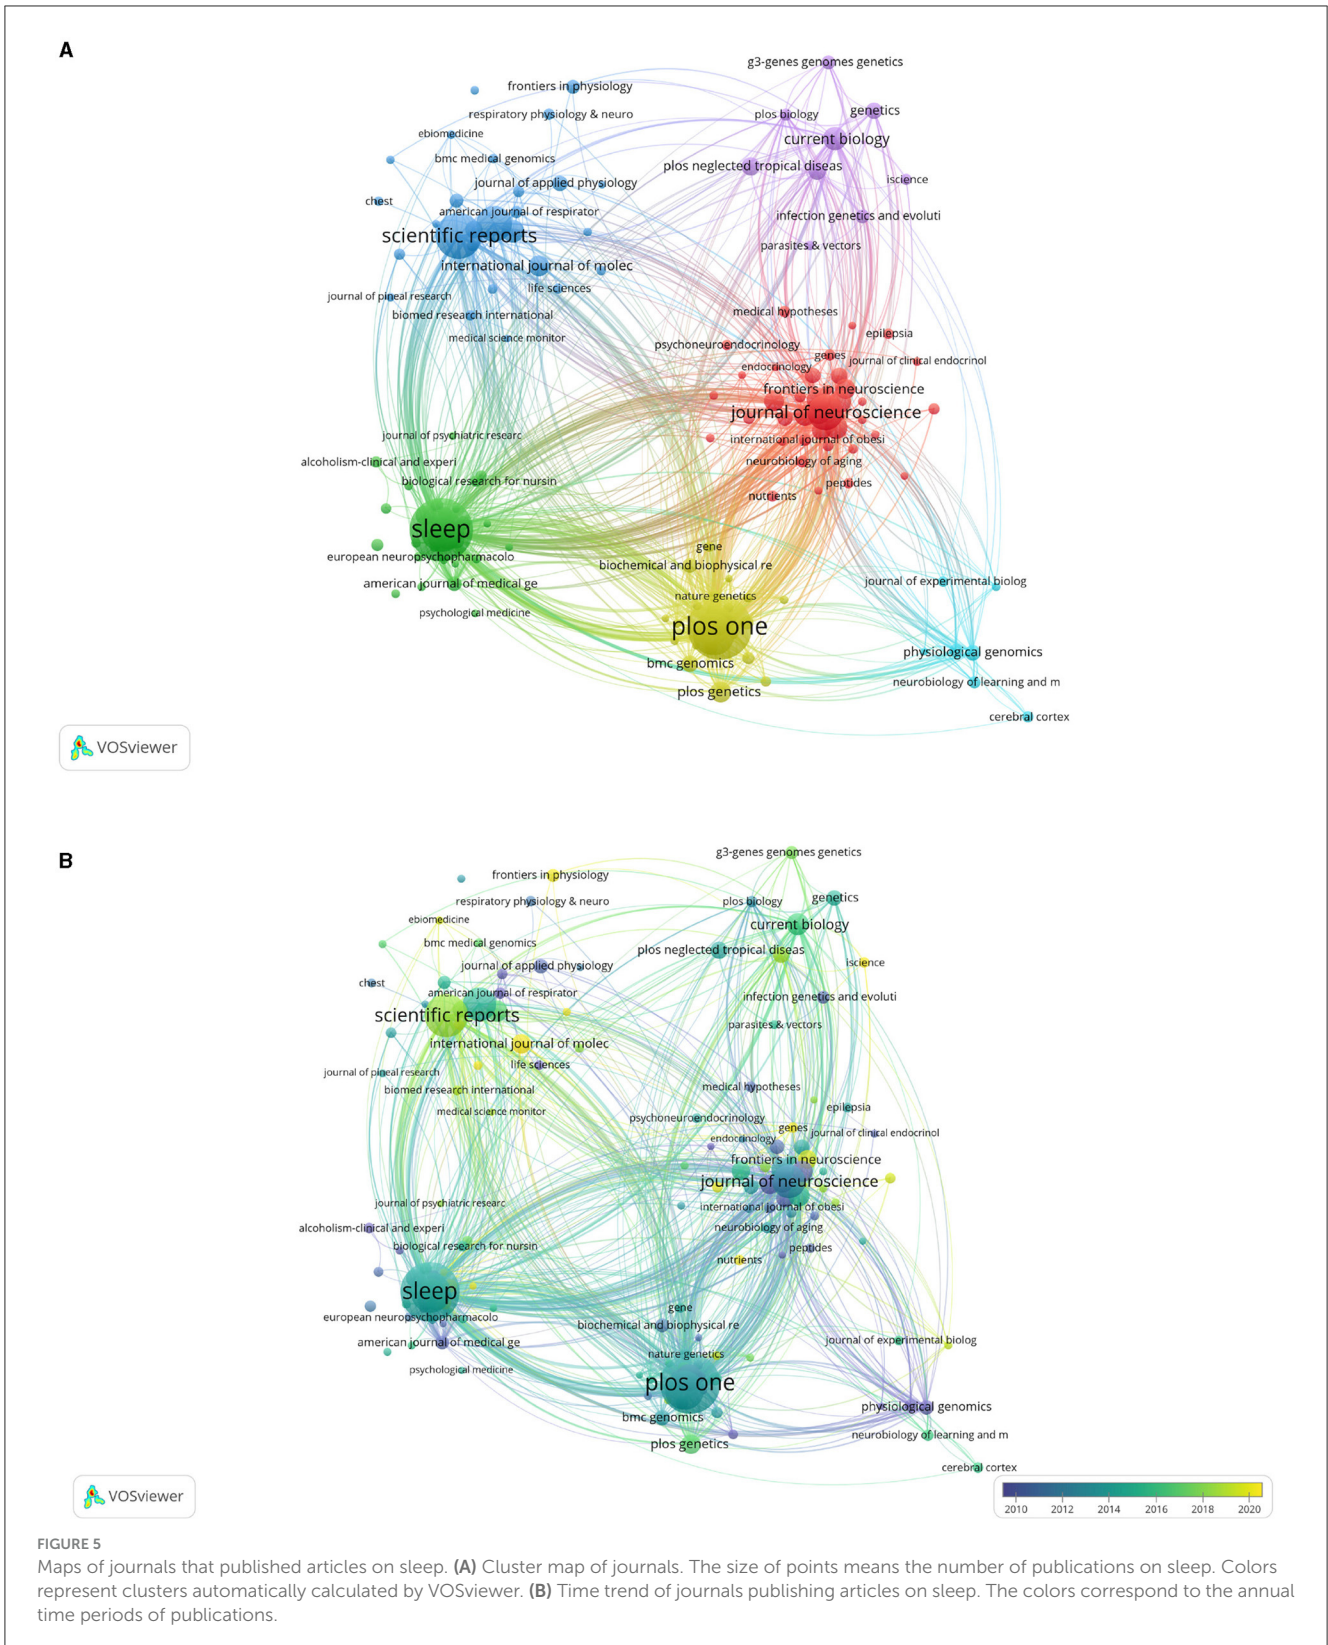 A
g3-genes genomes genetics
frontiers in physiology
respiratory physiology & neuro
plos biology
genetics
ebiomedicine
current biology
bmc medical genomics
plos neglected tropical diseas
journal of applied physiology
iscience
chest
american journal of respirator
infection genetics and evoluti
scientific reports
parasites & vectors
international journal of molec
life sciences
journal of pineal research
biomed research international
medical hypotheses
medical science monitor
epilepsia
psychoneuroendocrinology
genes
journal of clinical endocrinol
endocrinology
frontiers in neuroscience
journal of neuroscience
journal of psychiatric researc
international journal of obesi
alcoholism-clinical and experi
neurobiology of aging
biological research for nursin
peptides
nutrients
sleep
gene
european neuropsychopharmacolo
biochemical and biophysical re
american journal of medical ge
journal of experimental biolog
nature genetics
psychological medicine
plos one
physiological genomics
bmc genomics
neurobiology of learning and m
plos genetics
cerebral cortex
VOSviewer
B
g3-genes genomes genetics
frontiers in physiology
respiratory physiology & neuro
plos biology
genetics
ebiomedicine
current biology
bmc medical genomics
plos neglected tropical diseas
journal of applied physiology
iscience
chest
american journal of respirator
infection genetics and evoluti
scientific reports
parasites & vectors
international journal of molec
life sciences
journal of pineal research
biomed research international
medical hypotheses
medical science monitor
epilepsia
psychoneuroendocrinology
genes
journal of clinical endocrinol
endocrinology
frontiers in neuroscience
journal of neuroscience
journal of psychiatric researc
international journal of obesi
alcoholism-clinical and experi
neurobiology of aging
biological research for nursin
peptides
nutrients
sleep
gene
european neuropsychopharmacolo
biochemical and biophysical re
american journal of medical ge
journal of experimental biolog
nature genetics
psychological medicine
plos one
physiological genomics
bmc genomics
neurobiology of learning and m
plos genetics
cerebral cortex
VOSviewer
2010 2012 2014 2016 2018 2020
FIGURE 5
Maps of journals that published articles on sleep. (A) Cluster map of journals. The size of points means the number of publications on sleep. Colors
represent clusters automatically calculated by VOSviewer. (B) Time trend of journals publishing articles on sleep. The colors correspond to the annual
time periods of publications.